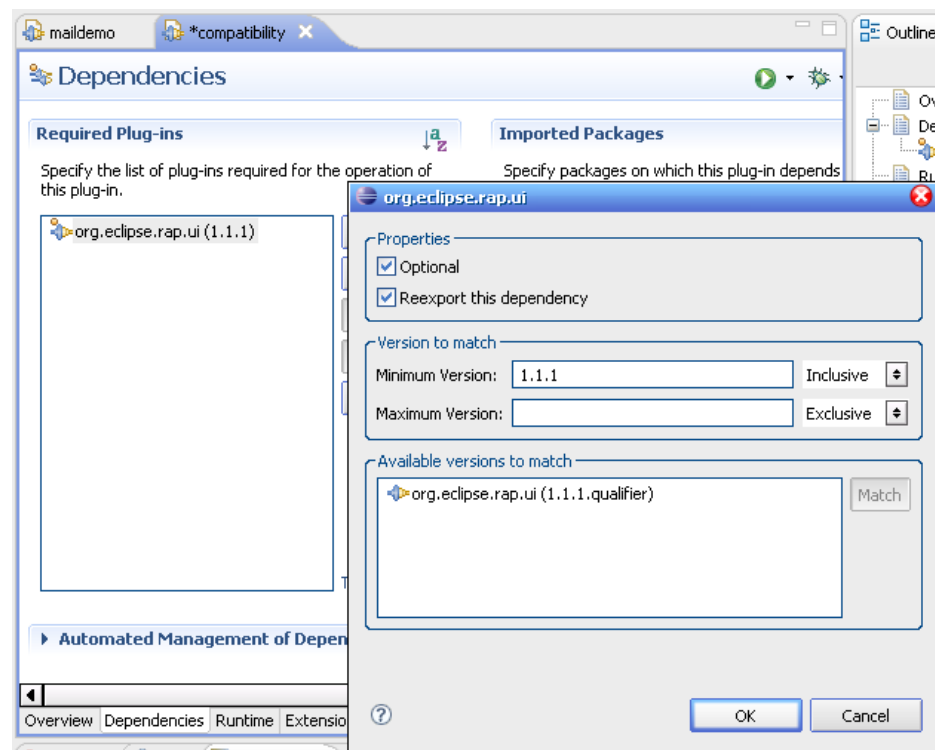 maildemo
*compatibility
Outline
Dependencies
Required Plug-ins
Imported Packages
Specify the list of plug-ins required for the operation of
this plug-in.
Specify packages on which this plug-in depends
org.eclipse.rap.ui (1.1.1)
org.eclipse.rap.ui
Properties
Optional
Reexport this dependency
Version to match
Minimum Version: 1.1.1 Inclusive
Maximum Version: Exclusive
Available versions to match
org.eclipse.rap.ui (1.1.1.qualifier)
Match
Automated Management of Depen
Overview Dependencies Runtime Extensio
OK Cancel
Ov
De
Ru